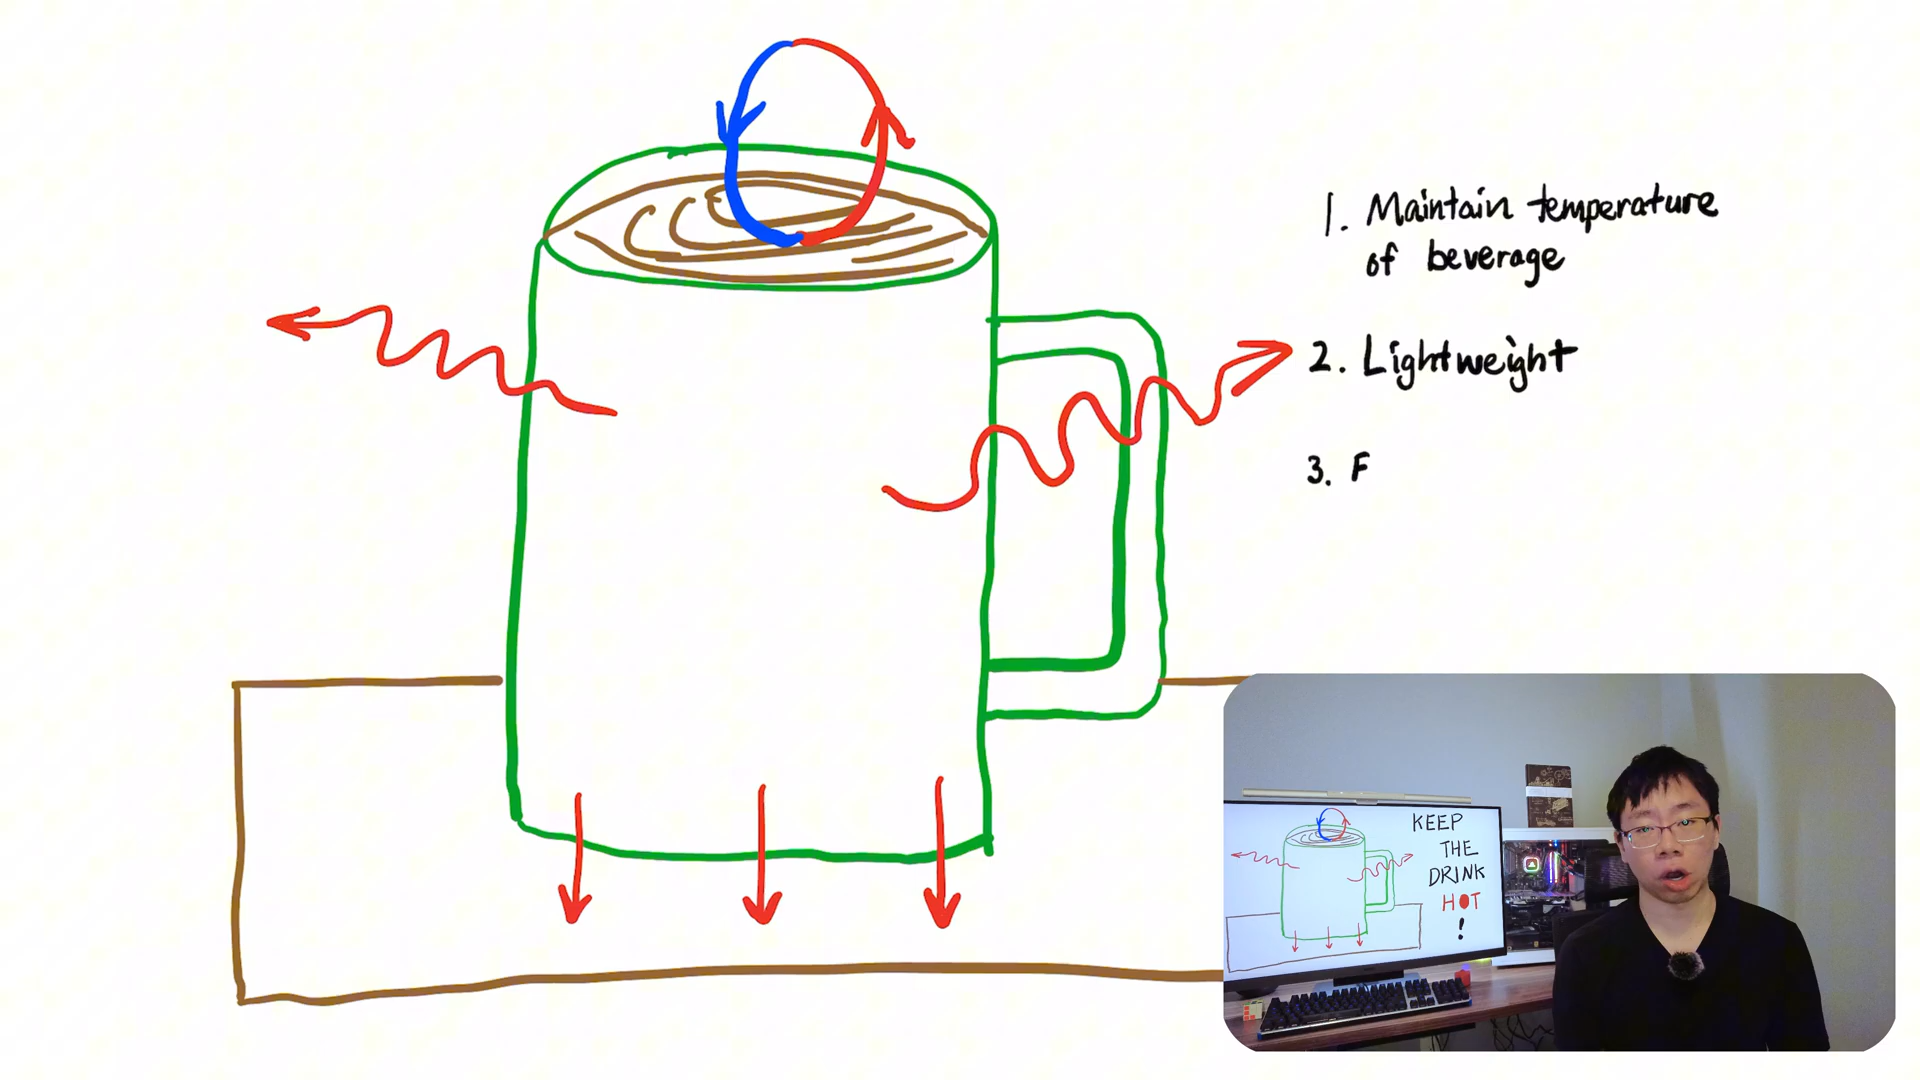 1. Maintain temperature
of beverage
2. Lightweight
3. F
KEEP
THE
DRINK
HOT
!